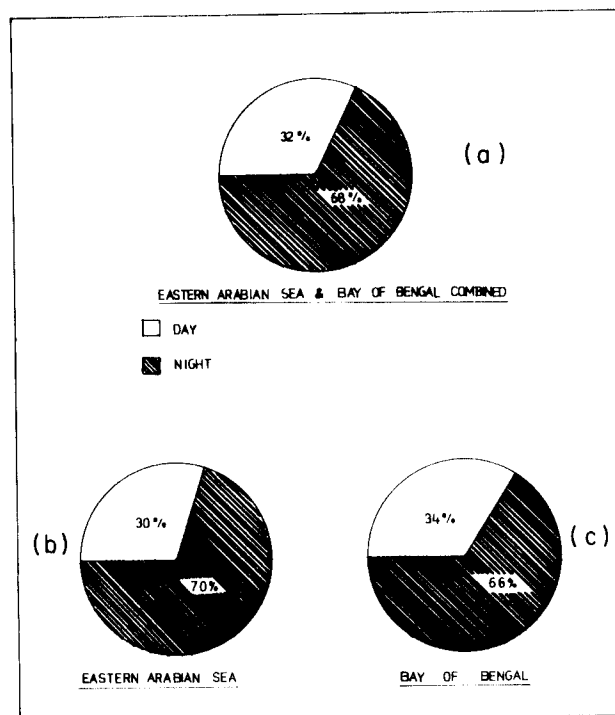 32%
(a)
68%
EASTERN ARABIAN SEA & BAY OF BENGAL COMBINED
DAY
NIGHT
(b)
30%
70%
EASTERN ARABIAN SEA
34%
(c)
66%
BAY OF BENGAL